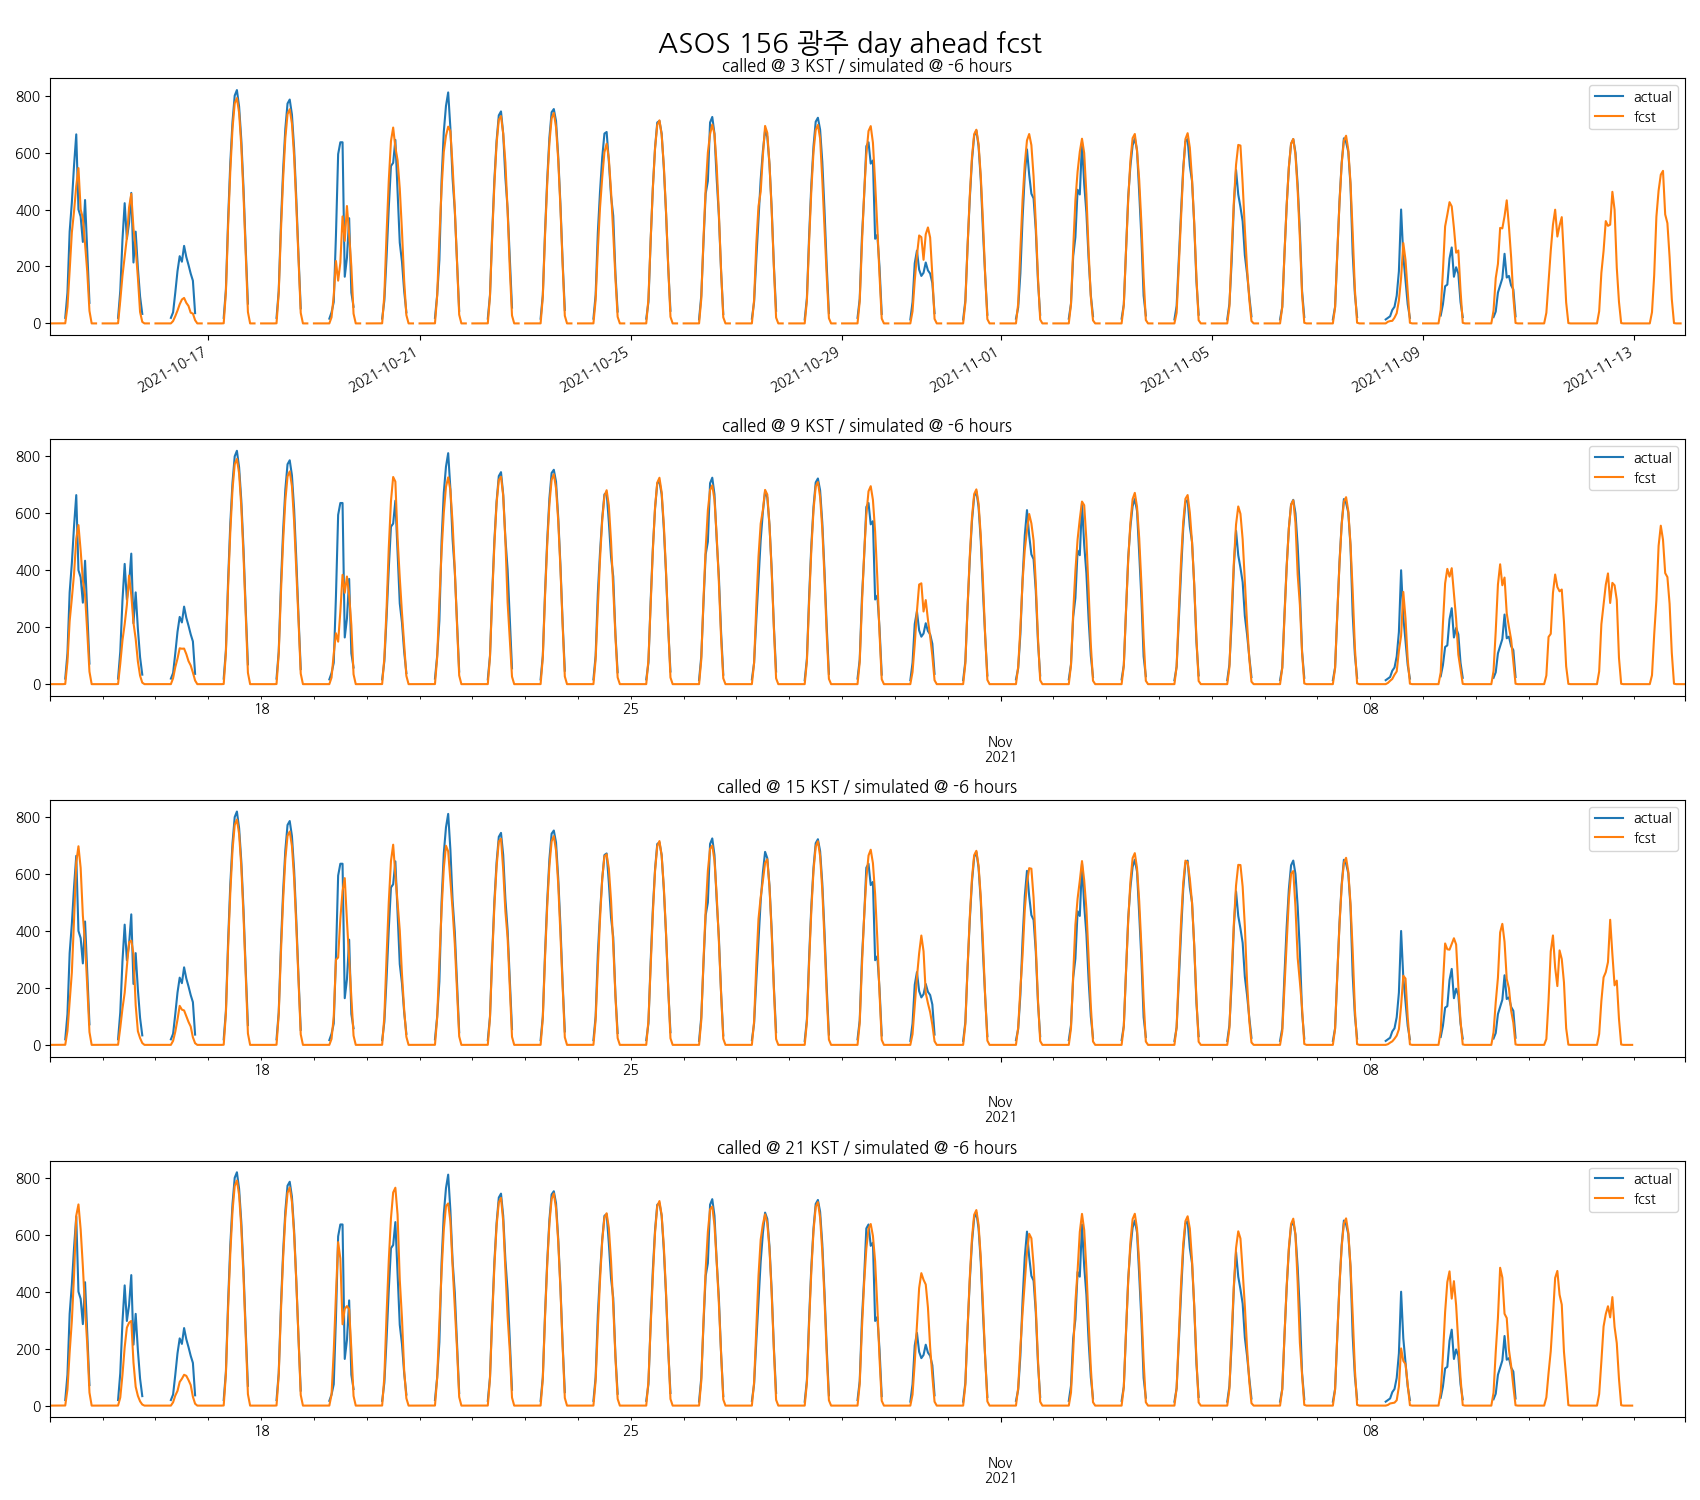 ASOS 156 광주 day ahead fcst
called @ 3 KST / simulated @ -6 hours
800
600
400
200
0
actual
fcst
2021-10-17
2021-10-21
2021-10-25
2021-10-29
2021-11-01
2021-11-05
2021-11-09
2021-11-13
called @ 9 KST / simulated @ -6 hours
800
600
400
200
0
actual
fcst
18
25
08
Nov
2021
called @ 15 KST / simulated @ -6 hours
800
600
400
200
0
actual
fcst
18
25
08
Nov
2021
called @ 21 KST / simulated @ -6 hours
800
600
400
200
0
actual
fcst
18
25
08
Nov
2021